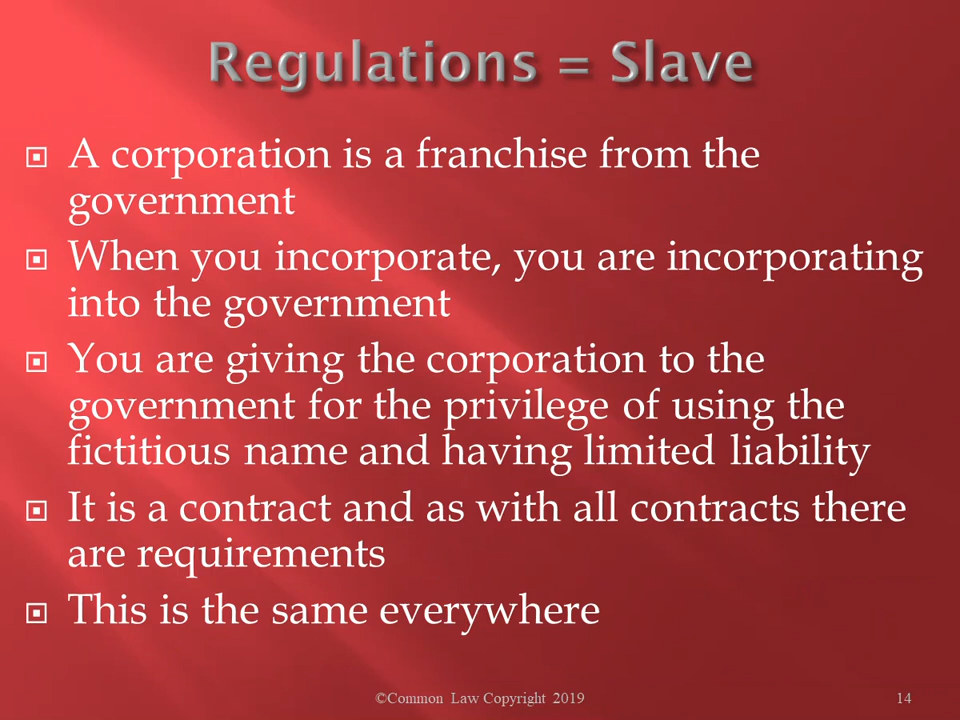 Regulations = Slave
A corporation is a franchise from the
government
When you incorporate, you are incorporating
into the government
You are giving the corporation to the
government for the privilege of using the
fictitious name and having limited liability
It is a contract and as with all contracts there
are requirements
This is the same everywhere
©Common Law Copyright 2019
14